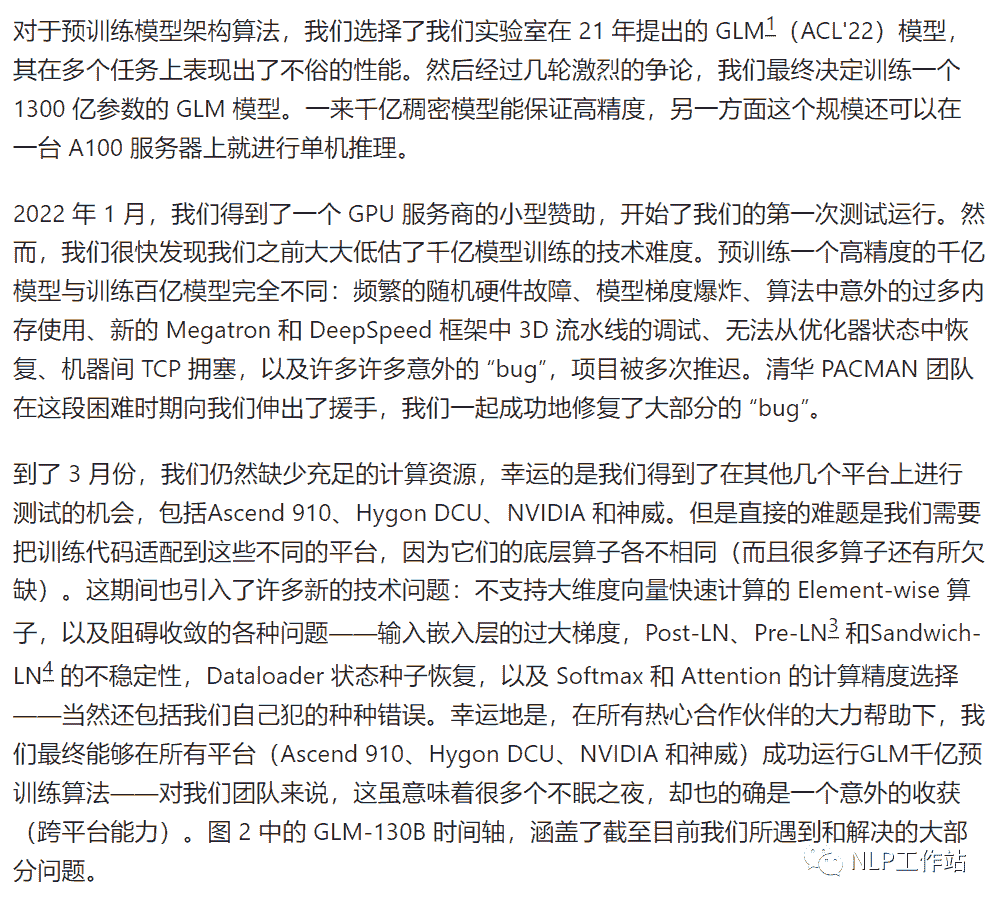 对于预训练模型架构算法，我们选择了我们实验室在 21 年提出的 GLM1（ACL'22）模型，
其在多个任务上表现出了不俗的性能。然后经过几轮激烈的争论，我们最终决定训练一个
1300 亿参数的 GLM 模型。一来千亿稠密模型能保证高精度，另一方面这个规模还可以在
一台 A100 服务器上就进行单机推理。
2022 年 1 月，我们得到了一个 GPU 服务商的小型赞助，开始了我们的第一次测试运行。然
而，我们很快发现我们之前大大低估了千亿模型训练的技术难度。预训练一个高精度的千亿
模型与训练百亿模型完全不同：频繁的随机硬件故障、模型梯度爆炸、算法中意外的过多内
存使用、新的 Megatron 和 DeepSpeed 框架中 3D 流水线的调试、无法从优化器状态中恢
复、机器间 TCP 拥塞，以及许多许多意外的 “bug”，项目被多次推迟。清华 PACMAN 团队
在这段困难时期向我们伸出了援手，我们一起成功地修复了大部分的 “bug”。
到了 3 月份，我们仍然缺少充足的计算资源，幸运的是我们得到了在其他几个平台上进行
测试的机会，包括Ascend 910、Hygon DCU、NVIDIA 和神威。但是直接的难题是我们需要
把训练代码适配到这些不同的平台，因为它们的底层算子各不相同（而且很多算子还有所欠
缺）。这期间也引入了许多新的技术问题：不支持大维度向量快速计算的 Element-wise 算
子，以及阻碍收敛的各种问题——输入嵌入层的过大梯度，Post-LN、Pre-LN3 和Sandwich-
LN4 的不稳定性，Dataloader 状态种子恢复，以及 Softmax 和 Attention 的计算精度选择
——当然还包括我们自己犯的种种错误。幸运地是，在所有热心合作伙伴的大力帮助下，我
们最终能够在所有平台（Ascend 910、Hygon DCU、NVIDIA 和神威）成功运行GLM千亿预
训练算法——对我们团队来说，这虽意味着很多个不眠之夜，却也的确是一个意外的收获
（跨平台能力）。图 2 中的 GLM-130B 时间轴，涵盖了截至目前我们所遇到和解决的大部
分问题。
NLP工作站